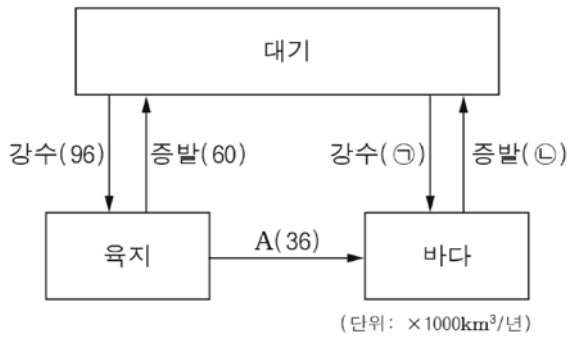 대기
강수(96) 증발(60) 강수(㉠) 증발(㉡)
육지 A(36) 바다
(단위: ×1000km³/년)